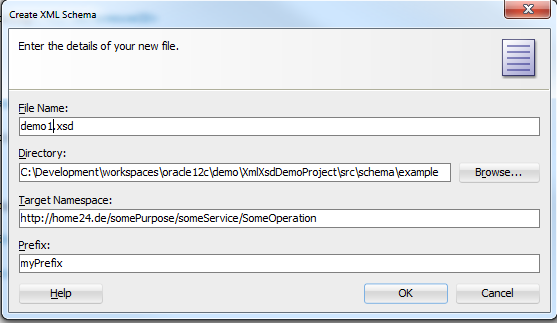 Create XML Schema
Enter the details of your new file.
File Name:
demo1.xsd
Directory:
C:\Development\workspaces\oracle12c\demo\XmlXsdDemoProject\src\schema\example
Browse...
Target Namespace:
http://home24.de/somePurpose/someService/SomeOperation
Prefix:
myPrefix
Help
OK
Cancel